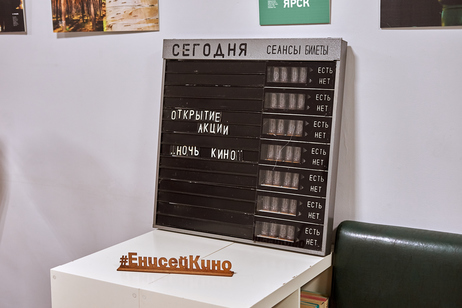 ЯРСК
СЕГОДНЯ СЕАНСЫ БИЛЕТЫ
ЕСТЬ
НЕТ
ЕСТЬ
НЕТ
ОТКРЫТИЕ ЕСТЬ
АКЦИИ НЕТ
„НОЧЬ КИНО" ЕСТЬ
НЕТ
ЕСТЬ
НЕТ
ЕСТЬ
НЕТ
ЕСТЬ
НЕТ
#ЕнисейКино